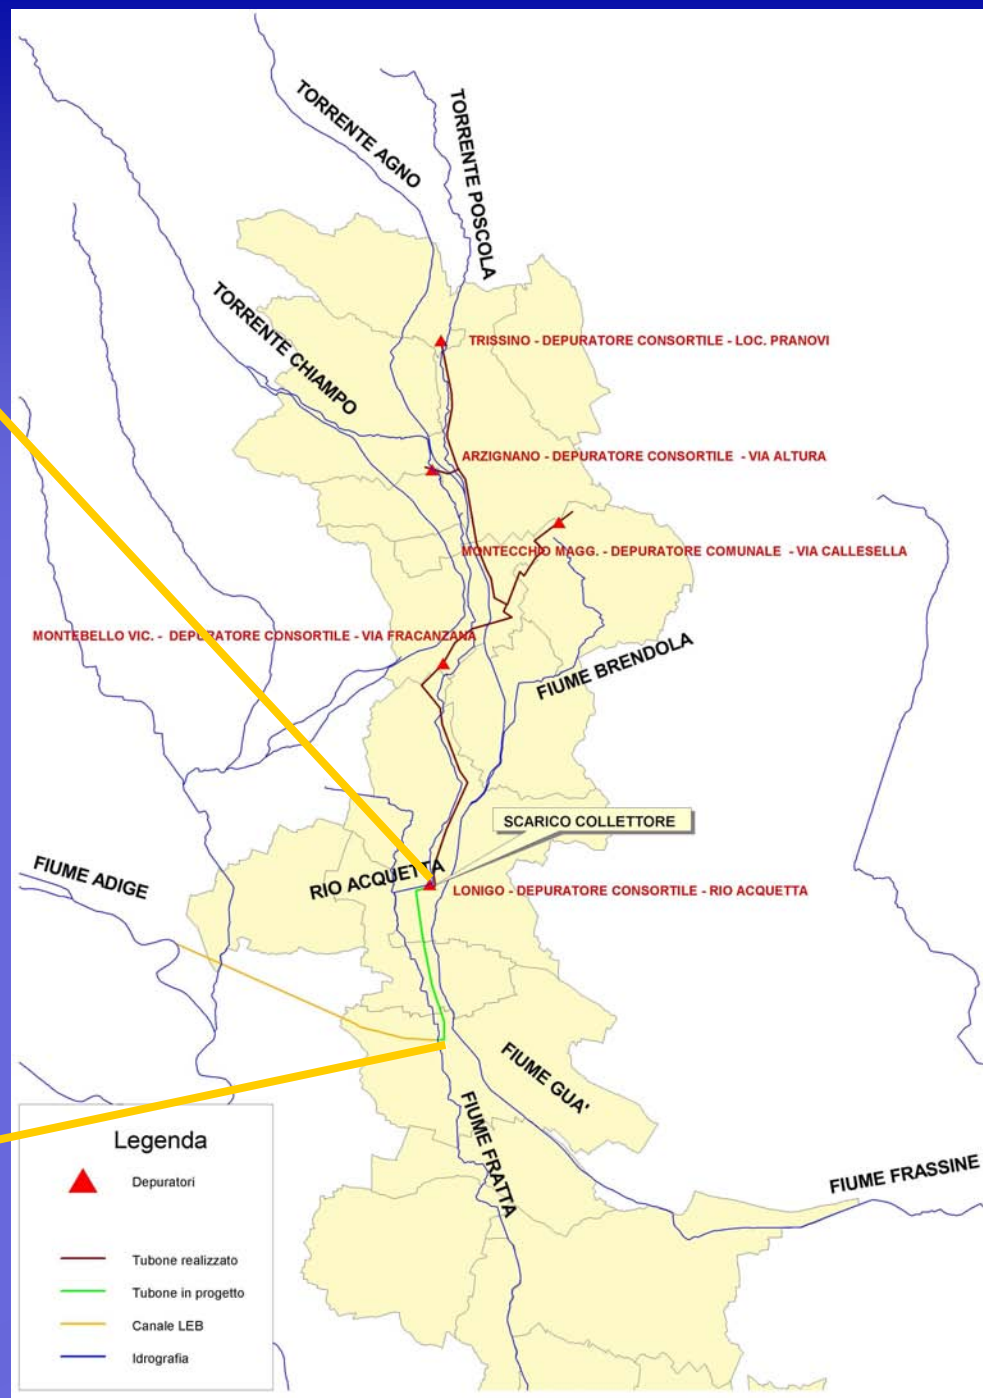 TORRENTE AGNO
TORRENTE POSCOLA
TORRENTE CHIAMPO
TRISSINO - DEPURATORE CONSORTILE - LOC. PRANOVI
ARZIGNANO - DEPURATORE CONSORTILE - VIA ALTURA
MONTECCHIO MAGG. - DEPURATORE COMUNALE - VIA CALLESELLA
MONTEBELLO VIC. - DEPURATORE CONSORTILE - VIA FRACANZANA
FIUME BRENDOLA
SCARICO COLLETTORE
FIUME ADIGE
RIO ACQUETTA
LONIGO - DEPURATORE CONSORTILE - RIO ACQUETTA
FIUME GUA'
FIUME FRATTA
FIUME FRASSINE
Legenda
Depuratori
Tubone realizzato
Tubone in progetto
Canale LEB
Idrografia